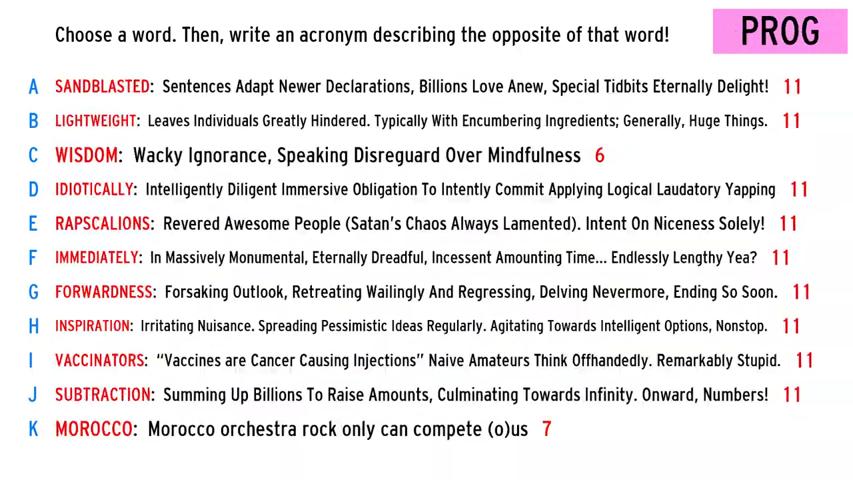 Choose a word. Then, write an acronym describing the opposite of that word!
PROG
A SANDBLASTED: Sentences Adapt Newer Declarations, Billions Love Anew, Special Tidbits Eternally Delight! 11
B LIGHTWEIGHT: Leaves Individuals Greatly Hindered. Typically With Encumbering Ingredients; Generally, Huge Things. 11
C WISDOM: Wacky Ignorance, Speaking Disreguard Over Mindfulness 6
D IDIOTICALLY: Intelligently Diligent Immersive Obligation To Intently Commit Applying Logical Laudatory Yapping 11
E RAPSCALIONS: Revered Awesome People (Satan's Chaos Always Lamented). Intent On Niceness Solely! 11
F IMMEDIATELY: In Massively Monumental, Eternally Dreadful, Incessent Amounting Time... Endlessly Lengthy Yea? 11
G FORWARDNESS: Forsaking Outlook, Retreating Wailingly And Regressing, Delving Nevermore, Ending So Soon. 11
H INSPIRATION: Irritating Nuisance. Spreading Pessimistic Ideas Regularly. Agitating Towards Intelligent Options, Nonstop. 11
I VACCINATORS: "Vaccines are Cancer Causing Injections" Naive Amateurs Think Offhandedly. Remarkably Stupid. 11
J SUBTRACTION: Summing Up Billions To Raise Amounts, Culminating Towards Infinity. Onward, Numbers! 11
K MOROCCO: Morocco orchestra rock only can compete (o)us 7